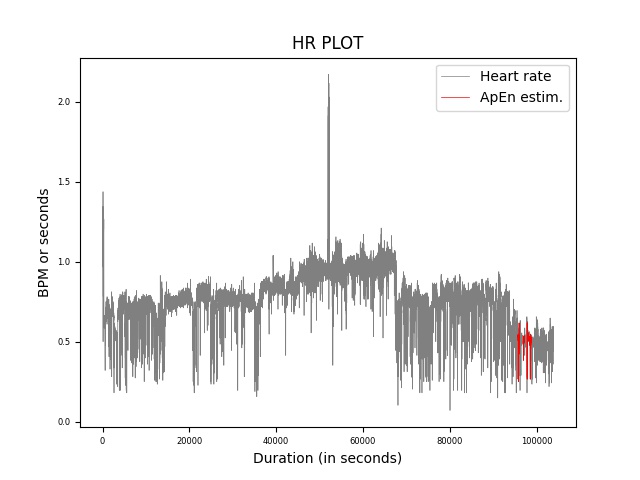 HR PLOT
Heart rate
ApEn estim.
BPM or seconds
2.0
1.5
1.0
0.5
0.0
0 20000 40000 60000 80000 100000
Duration (in seconds)